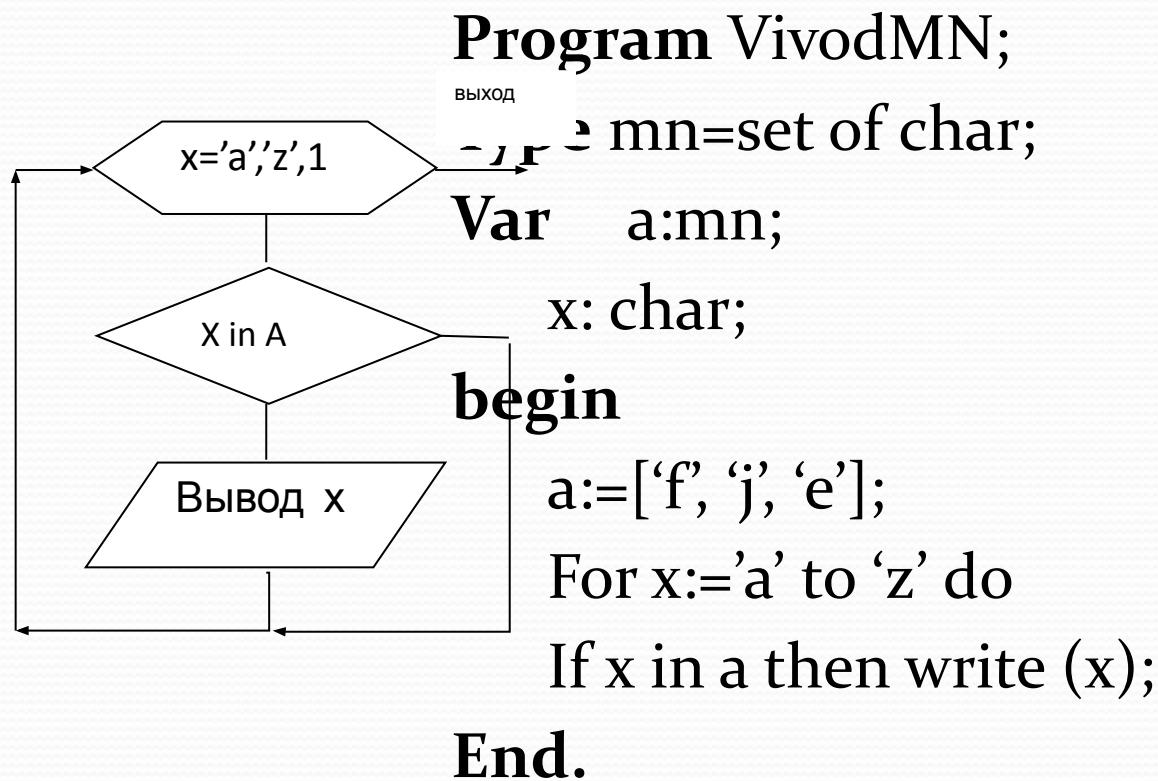 Program VivodMN;
выход
mn=set of char;
x=’a’,’z’,1
Var a:mn;
x: char;
X in A
begin
a:=[‘f’, ‘j’, ‘e’];
Вывод x
For x:=’a’ to ‘z’ do
If x in a then write (x);
End.